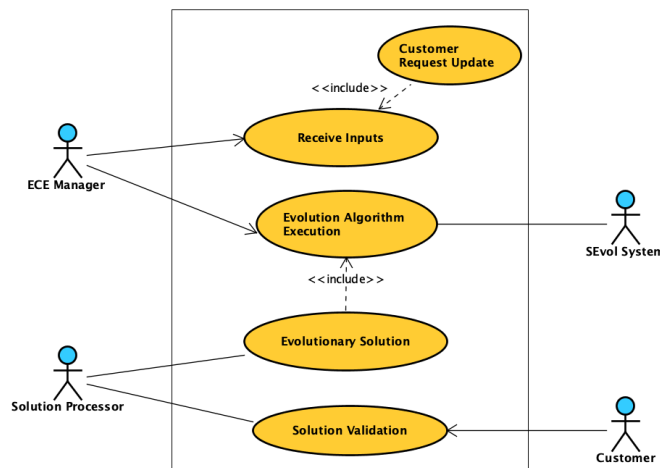 Customer
Request Update
<<include>>
Receive Inputs
ECE Manager
Evolution Algorithm
Execution
SEvol System
<<include>>
Evolutionary Solution
Solution Processor
Solution Validation
Customer